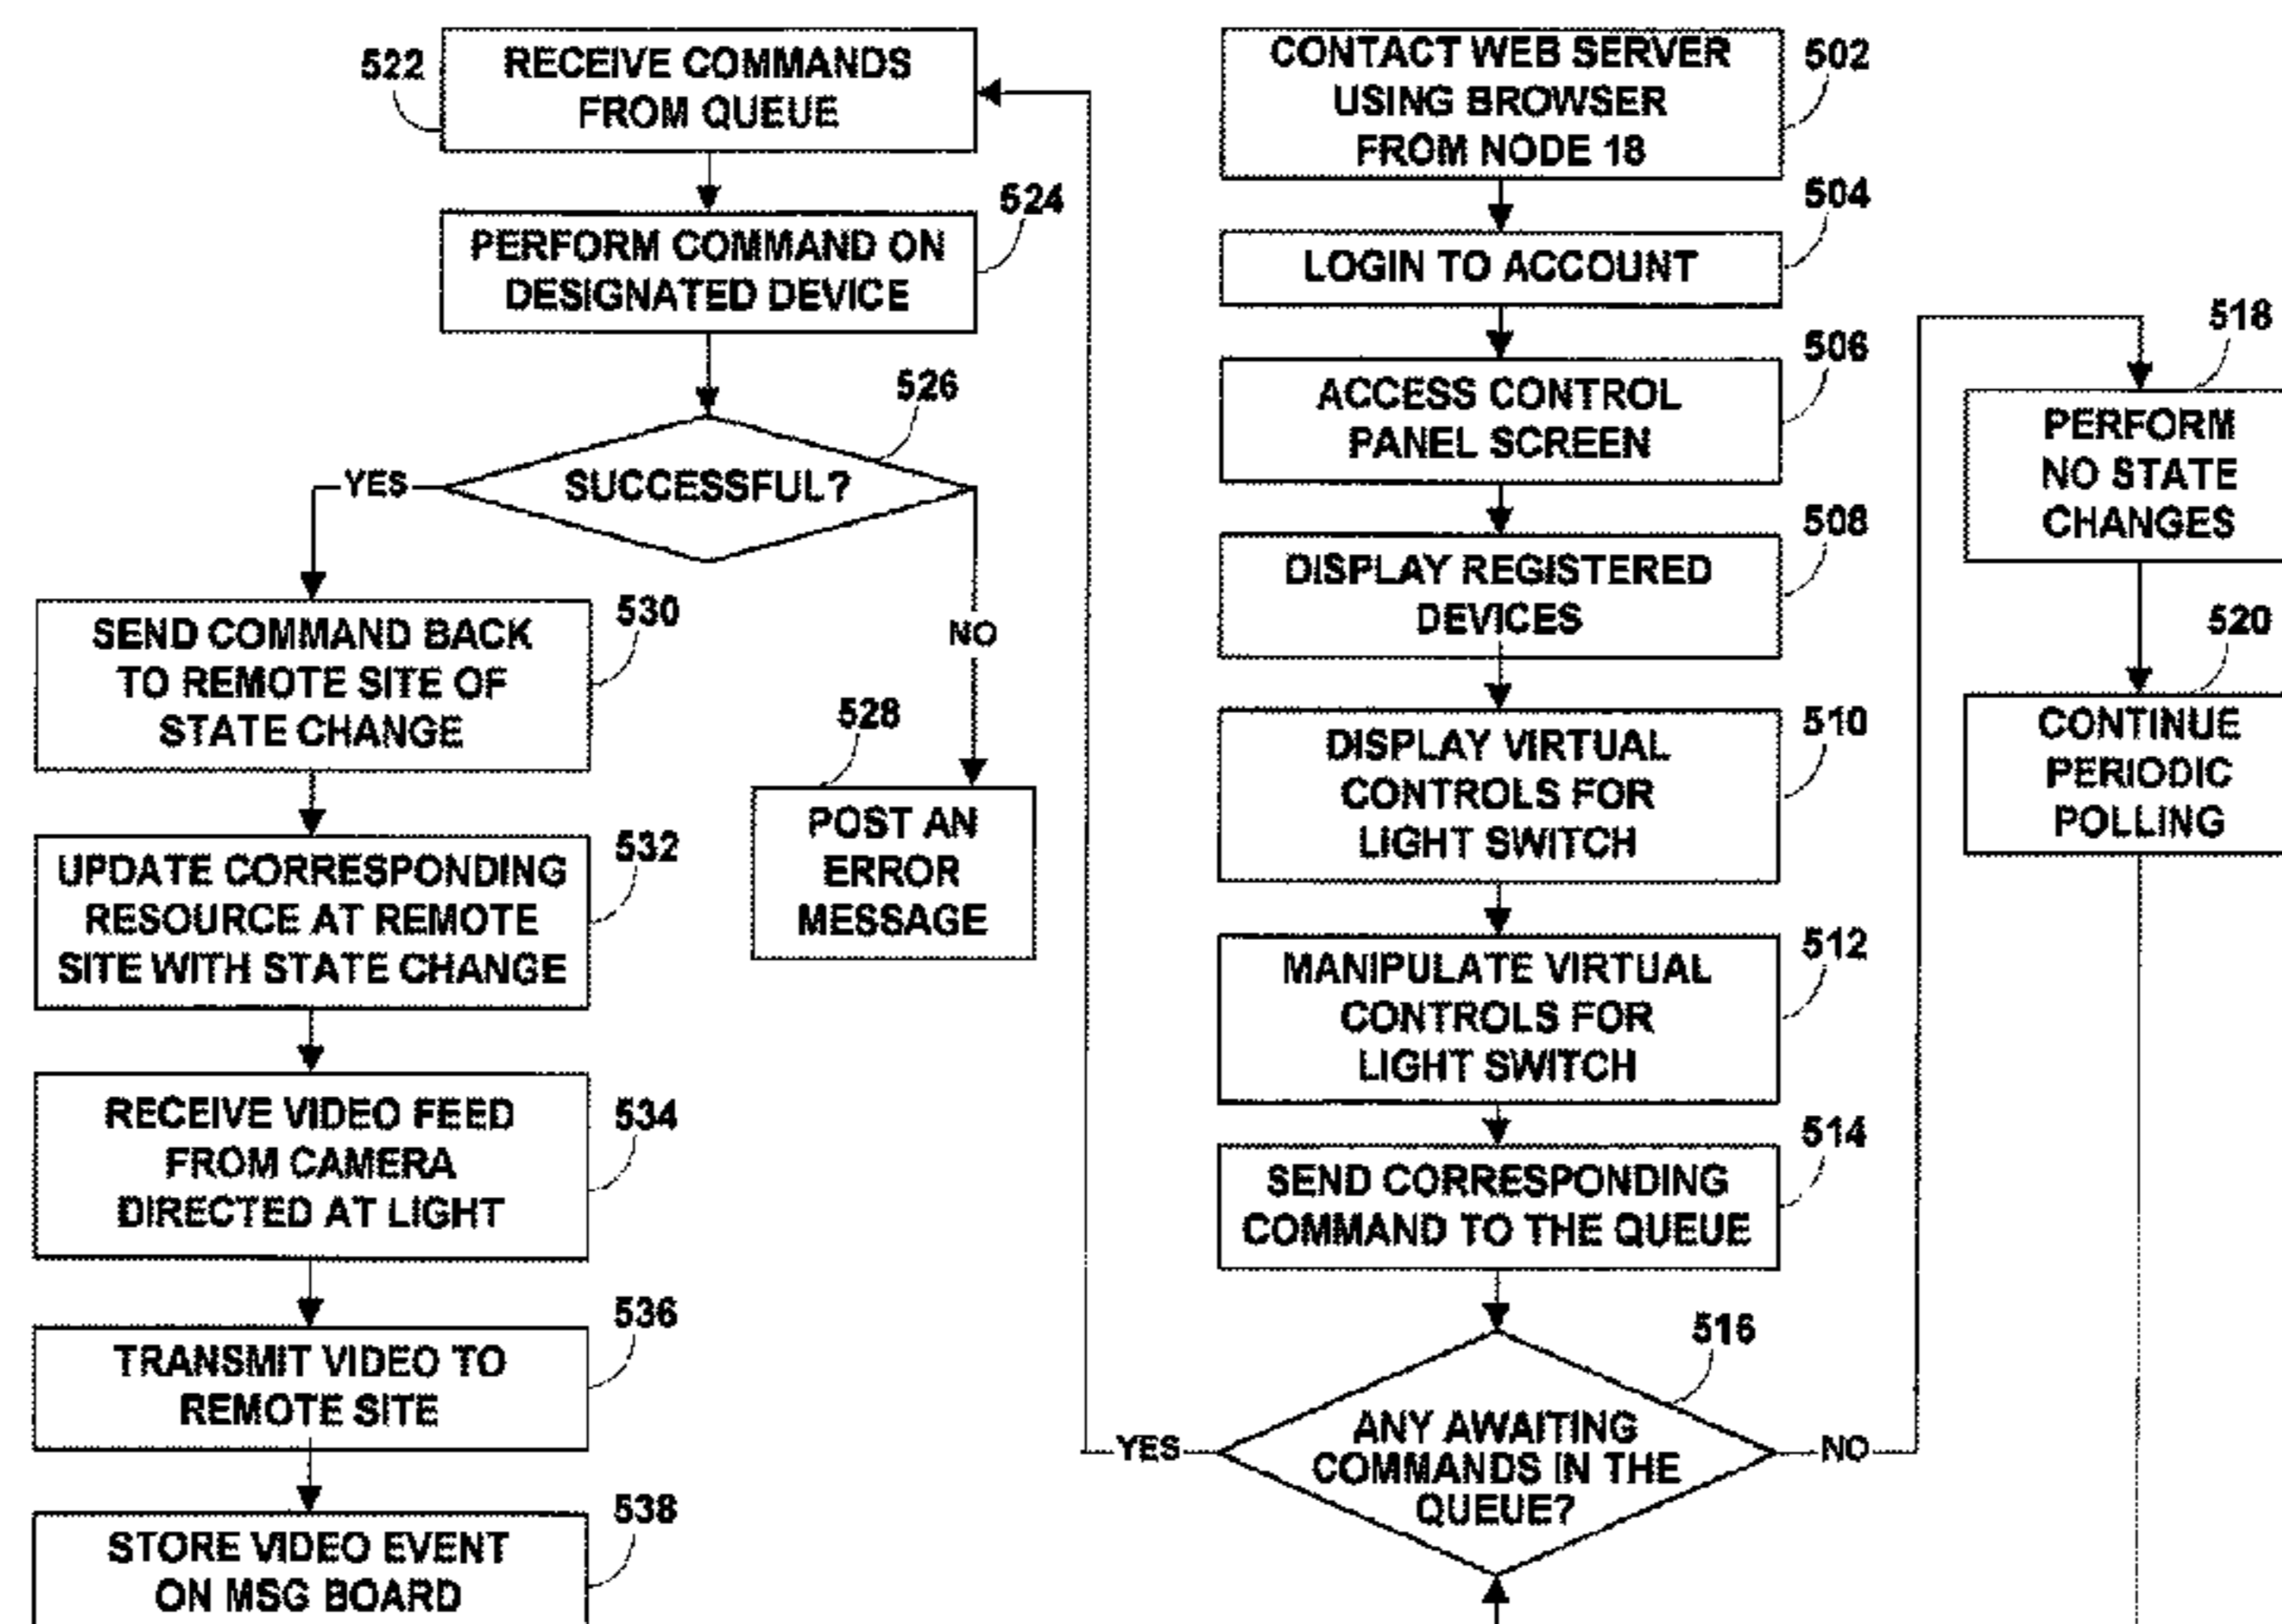 522
RECEIVE COMMANDS
FROM QUEUE
524
PERFORM COMMAND ON
DESIGNATED DEVICE
526
SUCCESSFUL?
YES
NO
530
SEND COMMAND BACK
TO REMOTE SITE OF
STATE CHANGE
528
POST AN
ERROR
MESSAGE
532
UPDATE CORRESPONDING
RESOURCE AT REMOTE
SITE WITH STATE CHANGE
534
RECEIVE VIDEO FEED
FROM CAMERA
DIRECTED AT LIGHT
536
TRANSMIT VIDEO TO
REMOTE SITE
538
STORE VIDEO EVENT
ON MSG BOARD
502
CONTACT WEB SERVER
USING BROWSER
FROM NODE 18
504
LOGIN TO ACCOUNT
506
ACCESS CONTROL
PANEL SCREEN
508
DISPLAY REGISTERED
DEVICES
510
DISPLAY VIRTUAL
CONTROLS FOR
LIGHT SWITCH
512
MANIPULATE VIRTUAL
CONTROLS FOR
LIGHT SWITCH
514
SEND CORRESPONDING
COMMAND TO THE QUEUE
516
ANY AWAITING
COMMANDS IN THE
QUEUE?
YES
NO
518
PERFORM
NO STATE
CHANGES
520
CONTINUE
PERIODIC
POLLING